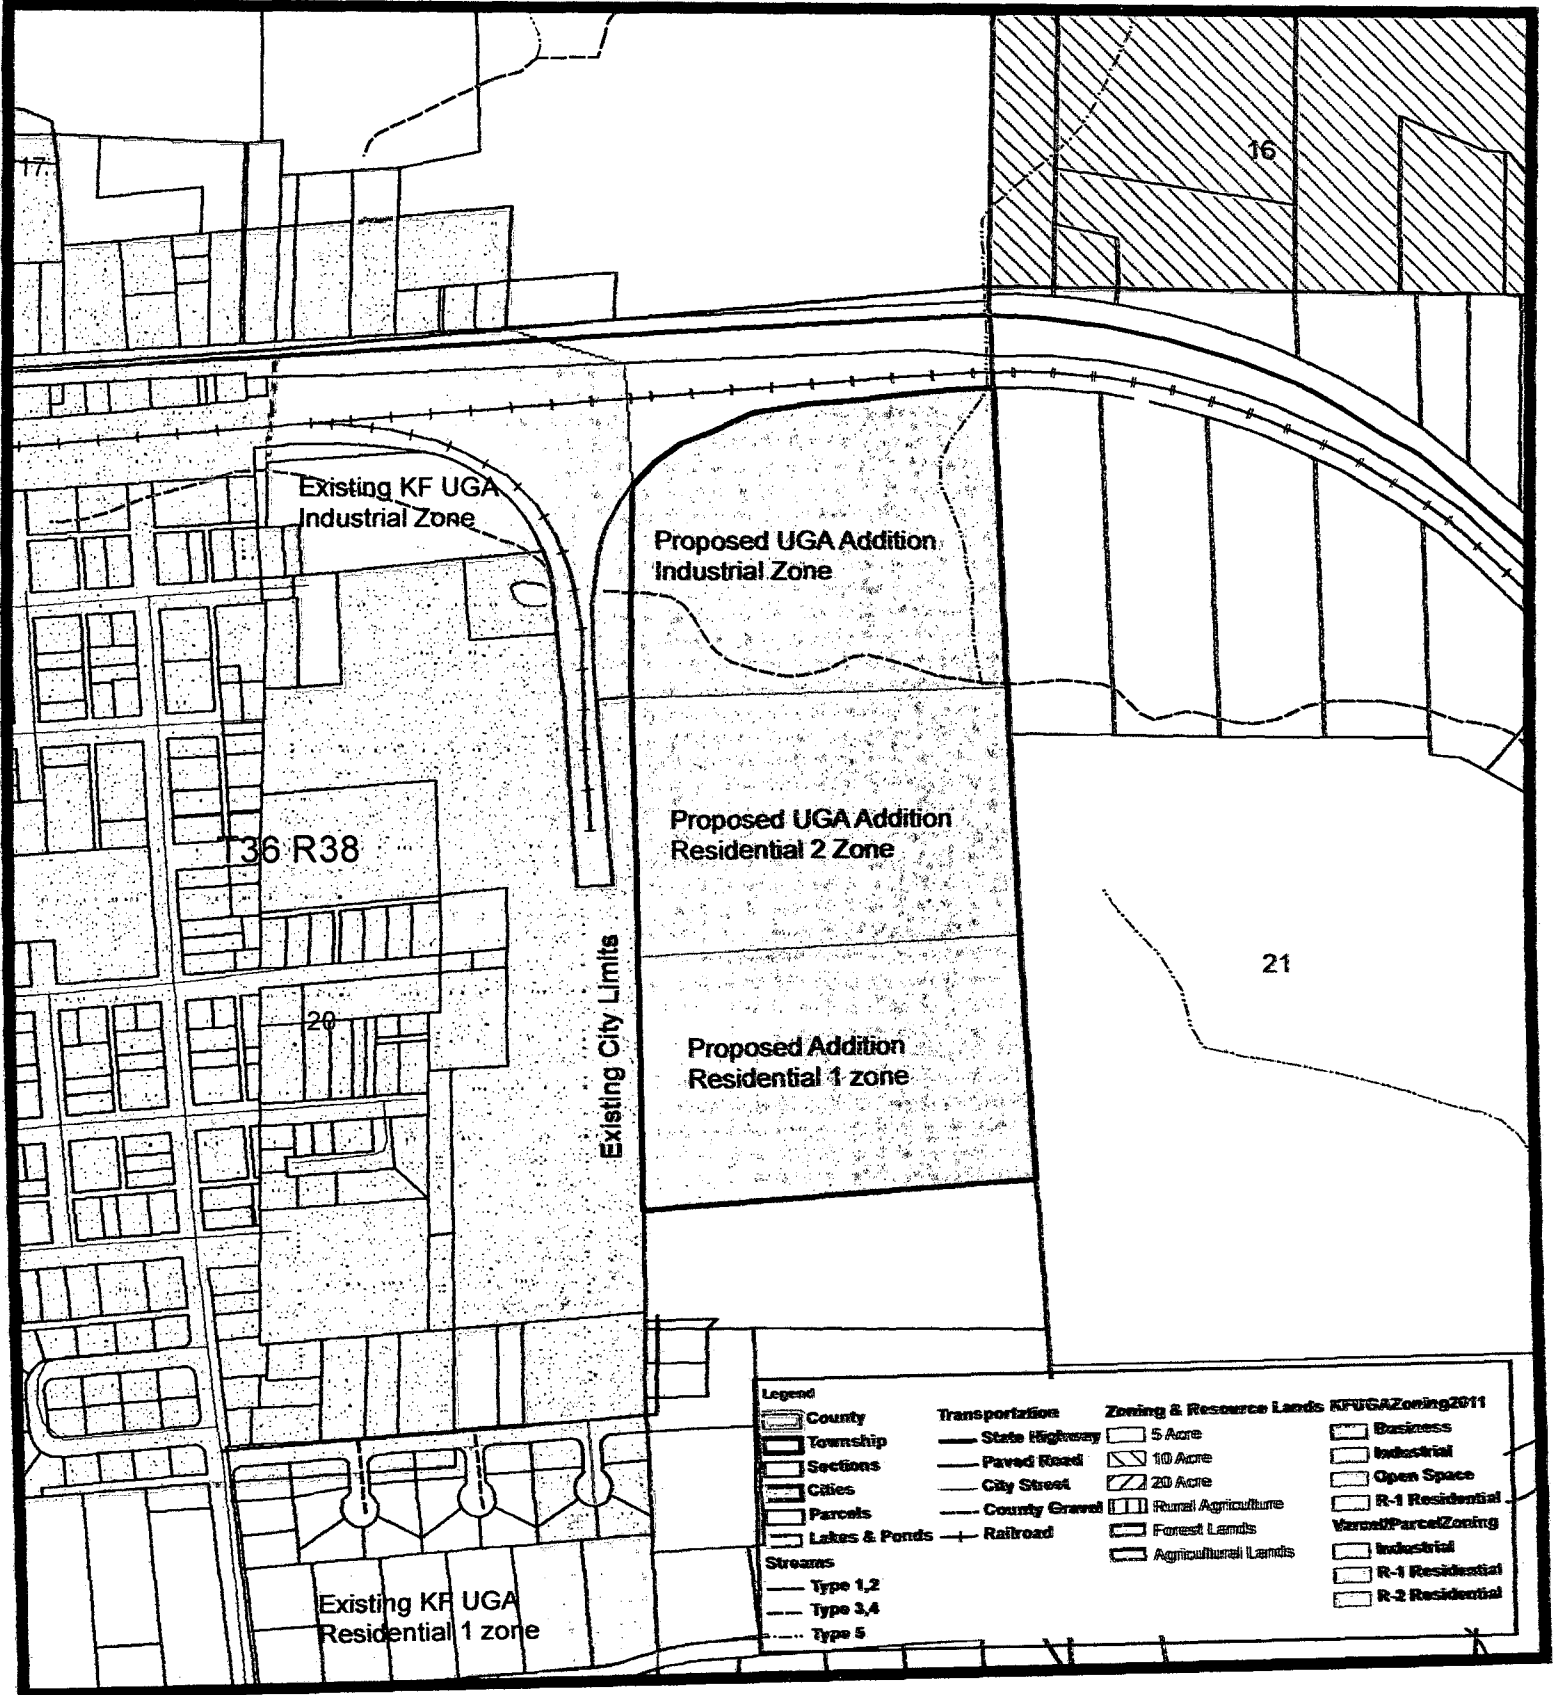 16
17
Existing KF UGA
Industrial Zone
Proposed UGA Addition
Industrial Zone
Proposed UGA Addition
Residential 2 Zone
T36 R38
21
Existing City Limits
20
Proposed Addition
Residential 1 zone
Existing KF UGA
Residential 1 zone
Legend
County
Township
Sections
Cities
Parcels
Lakes & Ponds
Streams
Type 1,2
Type 3,4
Type 5
Transportation
State Highway
Paved Road
City Street
County Gravel
Railroad
Zoning & Resource Lands
5 Acre
10 Acre
20 Acre
Rural Agriculture
Forest Lands
Agricultural Lands
KFUGAZoning2011
Business
Industrial
Open Space
R-1 Residential
VanzellParcelZoning
Industrial
R-1 Residential
R-2 Residential